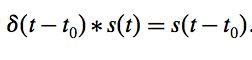 δ(t − t₀) * s(t) = s(t − t₀).